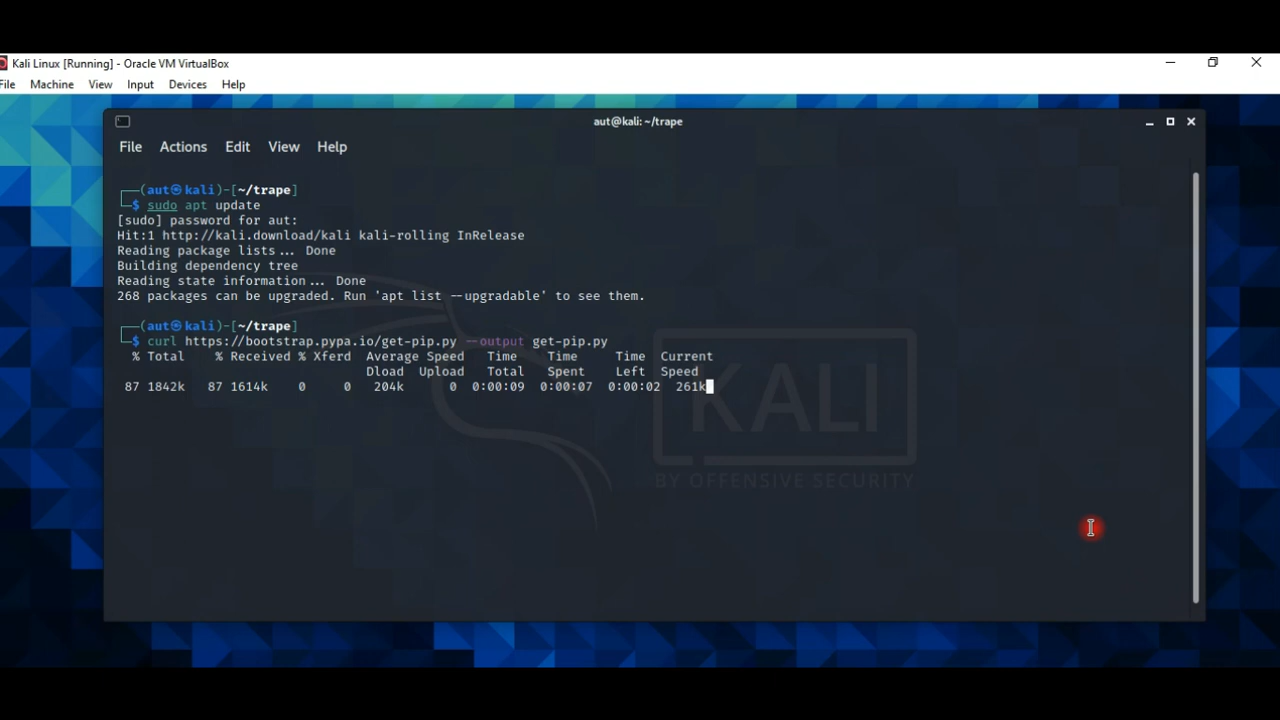 Kali Linux [Running] - Oracle VM VirtualBox
File Machine View Input Devices Help
aut@kali: ~/trape
File Actions Edit View Help
┌──(aut㉿kali)-[~/trape]
└─$ sudo apt update
[sudo] password for aut:
Hit:1 http://kali.download/kali kali-rolling InRelease
Reading package lists... Done
Building dependency tree
Reading state information... Done
268 packages can be upgraded. Run 'apt list --upgradable' to see them.
┌──(aut㉿kali)-[~/trape]
└─$ curl https://bootstrap.pypa.io/get-pip.py --output get-pip.py
% Total % Received % Xferd Average Speed Time Time Time Current
Dload Upload Total Spent Left Speed
87 1842k 87 1614k 0 0 204k 0 0:00:09 0:00:07 0:00:02 261k
KALI
BY OFFENSIVE SECURITY